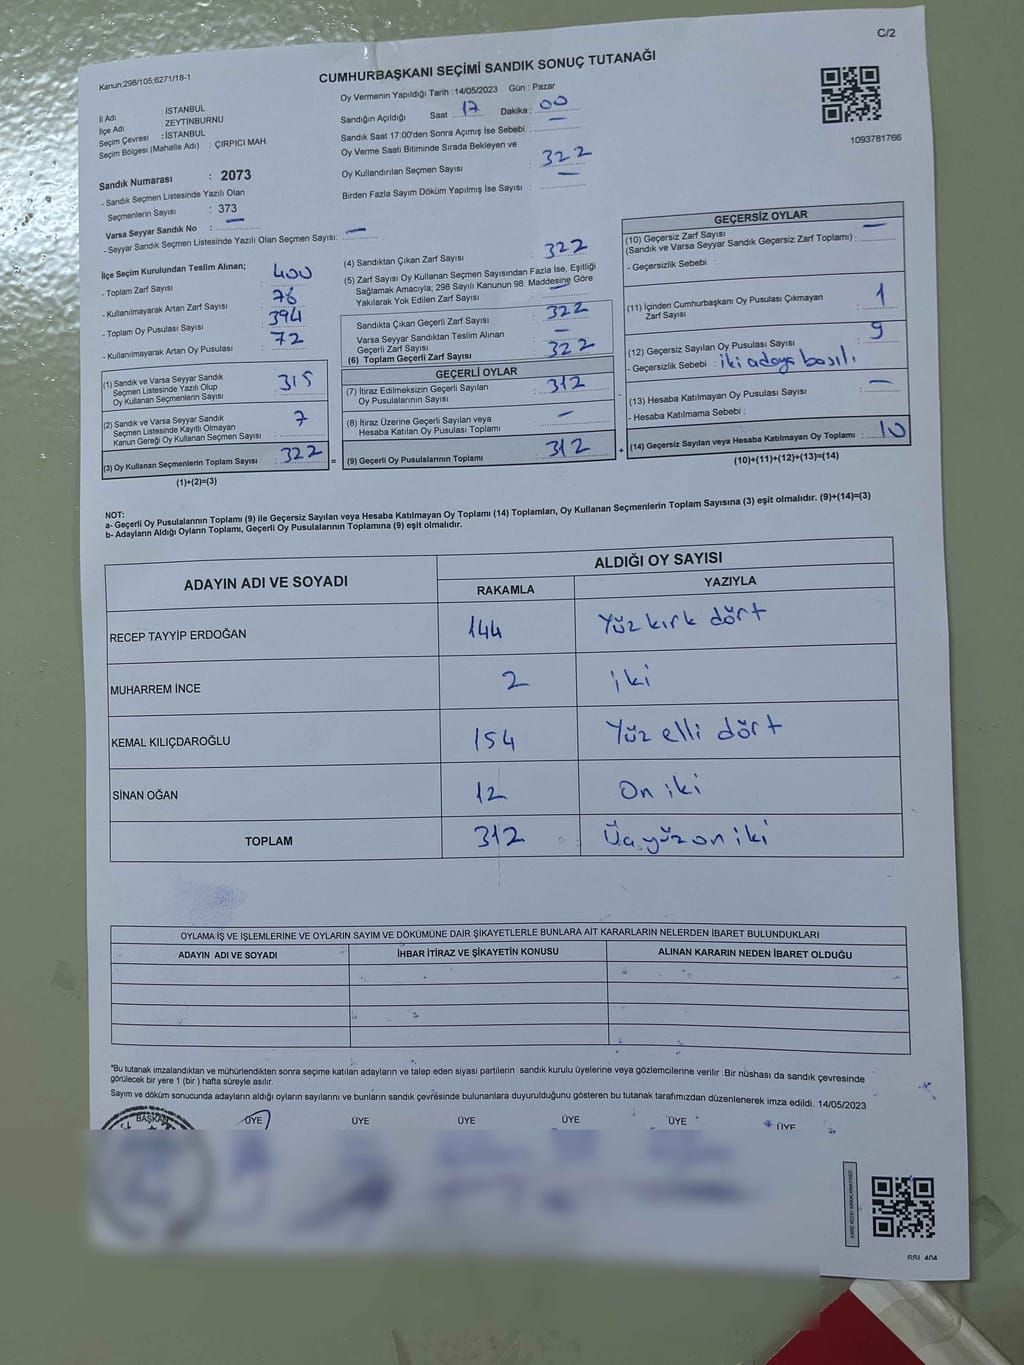 C/2
Kanun:298/105,6271/18-1
CUMHURBAŞKANI SEÇİMİ SANDIK SONUÇ TUTANAĞI
1093781766
İl Adı : İSTANBUL
İlçe Adı : ZEYTİNBURNU
Seçim Çevresi : İSTANBUL
Seçim Bölgesi (Mahalle Adı) : ÇIRPICI MAH.
Sandık Numarası : 2073
- Sandık Seçmen Listesinde Yazılı Olan
Seçmenlerin Sayısı : 373
Varsa Seyyar Sandık No : —
- Seyyar Sandık Seçmen Listesinde Yazılı Olan Seçmen Sayısı: —
Oy Vermenin Yapıldığı Tarih : 14/05/2023 Gün : Pazar
Sandığın Açıldığı Saat : 17 Dakika : 00
Sandık Saat 17:00'den Sonra Açımış İse Sebebi : —
Oy Verme Saati Bitiminde Sırada Bekleyen ve
Oy Kullandırılan Seçmen Sayısı : 322
Birden Fazla Sayım Döküm Yapılmış İse Sayısı : —
İlçe Seçim Kurulundan Teslim Alınan;
- Toplam Zarf Sayısı : 400
- Kullanılmayarak Artan Zarf Sayısı : 76
- Toplam Oy Pusulası Sayısı : 394
- Kullanılmayarak Artan Oy Pusulası : 72
(1) Sandık ve Varsa Seyyar Sandık
Seçmen Listesinde Yazılı Olup
Oy Kullanan Seçmenlerin Sayısı : 315
(2) Sandık ve Varsa Seyyar Sandık
Seçmen Listesinde Kayıtlı Olmayan
Kanun Gereği Oy Kullanan Seçmen Sayısı : 7
(3) Oy Kullanan Seçmenlerin Toplam Sayısı : 322
(1)+(2)=(3)
(4) Sandıktan Çıkan Zarf Sayısı : 322
(5) Zarf Sayısı Oy Kullanan Seçmen Sayısından Fazla İse, Eşitliği
Sağlamak Amacıyla; 298 Sayılı Kanunun 98. Maddesine Göre
Yakılarak Yok Edilen Zarf Sayısı : —
Sandıkta Çıkan Geçerli Zarf Sayısı : 322
Varsa Seyyar Sandıktan Teslim Alınan
Geçerli Zarf Sayısı : —
(6) Toplam Geçerli Zarf Sayısı : 322
GEÇERLİ OYLAR
(7) İtiraz Edilmeksizin Geçerli Sayılan
Oy Pusulalarının Sayısı : 312
(8) İtiraz Üzerine Geçerli Sayılan veya
Hesaba Katılan Oy Pusulası Toplamı : —
= (9) Geçerli Oy Pusulalarının Toplamı : 312
GEÇERSİZ OYLAR
(10) Geçersiz Zarf Sayısı
(Sandık ve Varsa Seyyar Sandık Geçersiz Zarf Toplamı) : —
- Geçersizlik Sebebi :
(11) İçinden Cumhurbaşkanı Oy Pusulası Çıkmayan
Zarf Sayısı : 1
(12) Geçersiz Sayılan Oy Pusulası Sayısı : 9
- Geçersizlik Sebebi : iki adaya basılı.
(13) Hesaba Katılmayan Oy Pusulası Sayısı : —
- Hesaba Katılmama Sebebi :
+ (14) Geçersiz Sayılan veya Hesaba Katılmayan Oy Toplamı : 10
(10)+(11)+(12)+(13)=(14)
NOT:
a- Geçerli Oy Pusulalarının Toplamı (9) ile Geçersiz Sayılan veya Hesaba Katılmayan Oy Toplamı (14) Toplamları, Oy Kullanan Seçmenlerin Toplam Sayısına (3) eşit olmalıdır. (9)+(14)=(3)
b- Adayların Aldığı Oyların Toplamı, Geçerli Oy Pusulalarının Toplamına (9) eşit olmalıdır.
ADAYIN ADI VE SOYADI ALDIĞI OY SAYISI
RAKAMLA YAZIYLA
RECEP TAYYİP ERDOĞAN 144 Yüz kırk dört
MUHARREM İNCE 2 iki
KEMAL KILIÇDAROĞLU 154 Yüz elli dört
SİNAN OĞAN 12 On iki
TOPLAM 312 Üç yüz on iki
OYLAMA İŞ VE İŞLEMLERİNE VE OYLARIN SAYIM VE DÖKÜMÜNE DAİR ŞİKAYETLERLE BUNLARA AİT KARARLARIN NELERDEN İBARET BULUNDUKLARI
ADAYIN ADI VE SOYADI İHBAR İTİRAZ VE ŞİKAYETİN KONUSU ALINAN KARARIN NEDEN İBARET OLDUĞU
*Bu tutanak imzalandıktan ve mühürlendikten sonra seçime katılan adayların ve talep eden siyasi partilerin sandık kurulu üyelerine veya gözlemcilerine verilir .Bir nüshası da sandık çevresinde
görülecek bir yere 1 (bir ) hafta süreyle asılır.
Sayım ve döküm sonucunda adayların aldığı oyların sayılarını ve bunların sandık çevresinde bulunanlara duyurulduğunu gösteren bu tutanak tarafımızdan düzenlenerek imza edildi. 14/05/2023
BAŞKAN ÜYE ÜYE ÜYE ÜYE ÜYE ÜYE